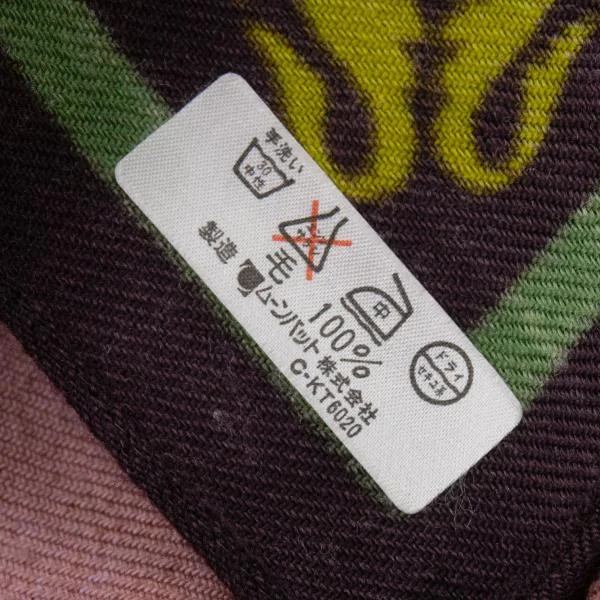 手洗い
30
中性
中
ドライ
セキユ系
毛 100%
製造 ムーンバット株式会社
C-KT6020